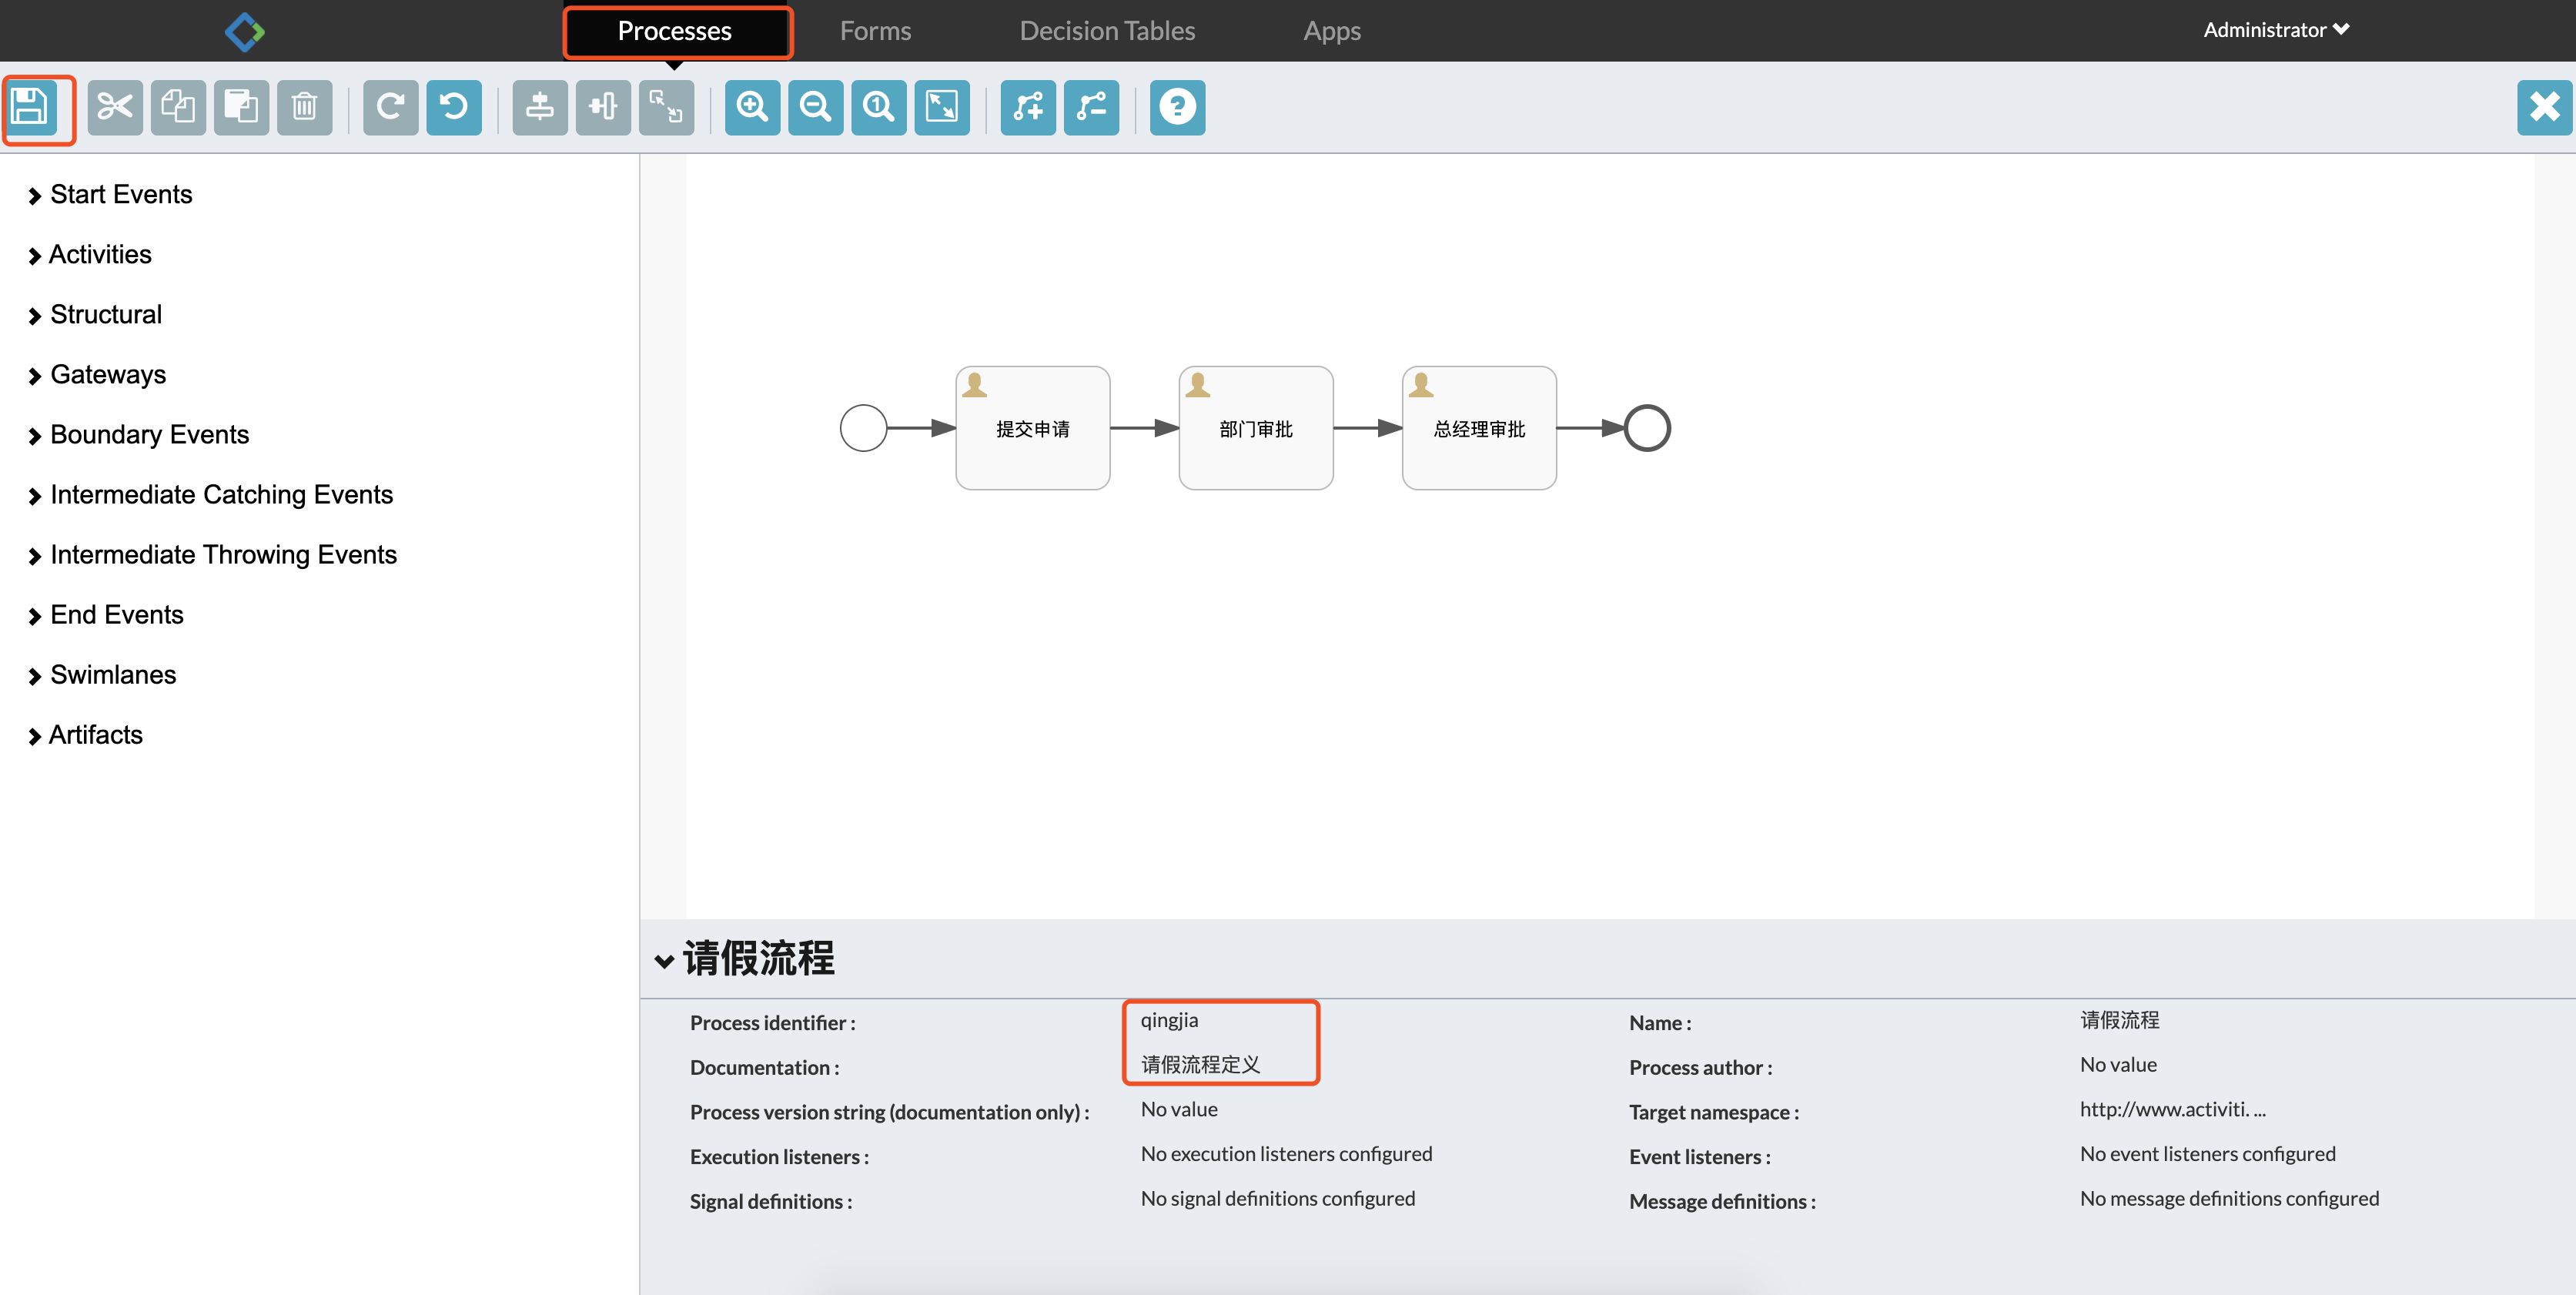 Processes
Forms
Decision Tables
Apps
Administrator
Start Events
Activities
Structural
Gateways
Boundary Events
Intermediate Catching Events
Intermediate Throwing Events
End Events
Swimlanes
Artifacts
提交申请
部门审批
总经理审批
请假流程
Process identifier : qingjia Name : 请假流程
Documentation : 请假流程定义 Process author : No value
Process version string (documentation only) : No value Target namespace : http://www.activiti. ...
Execution listeners : No execution listeners configured Event listeners : No event listeners configured
Signal definitions : No signal definitions configured Message definitions : No message definitions configured